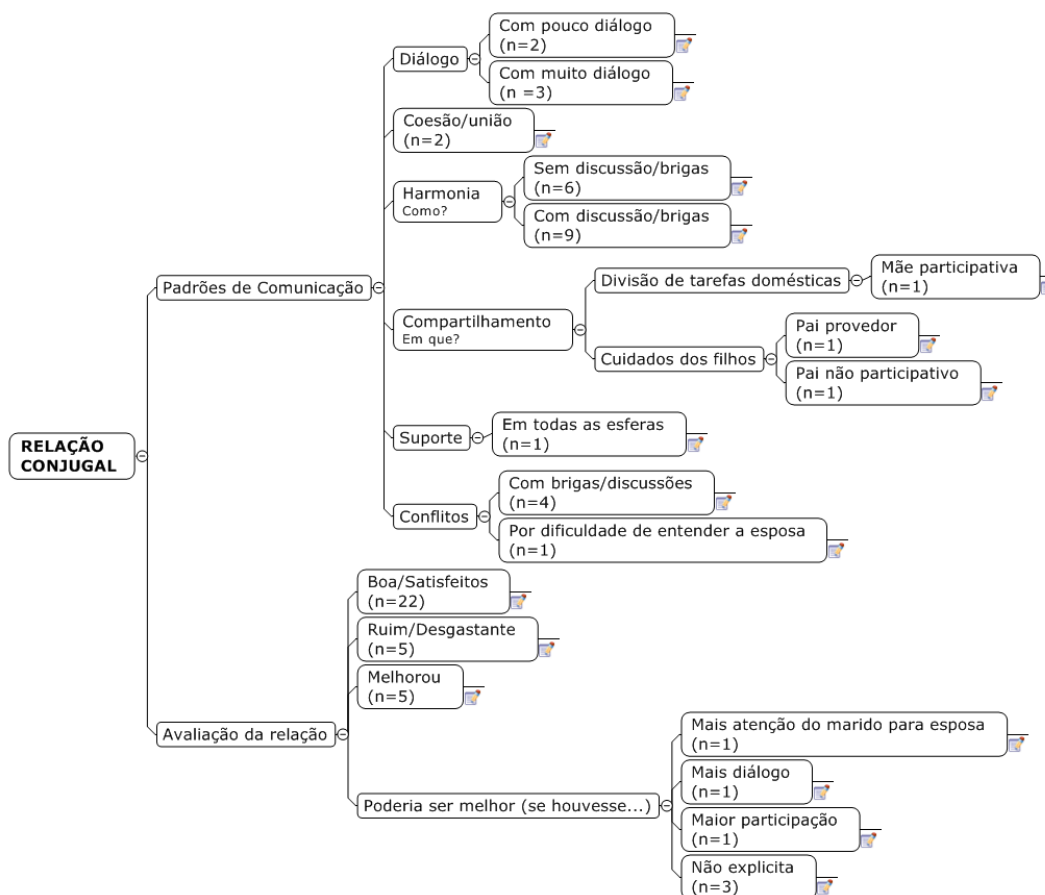 RELAÇÃO
CONJUGAL
Padrões de Comunicação
Diálogo
Com pouco diálogo
(n=2)
Com muito diálogo
(n =3)
Coesão/união
(n=2)
Harmonia
Como?
Sem discussão/brigas
(n=6)
Com discussão/brigas
(n=9)
Compartilhamento
Em que?
Divisão de tarefas domésticas
Mãe participativa
(n=1)
Cuidados dos filhos
Pai provedor
(n=1)
Pai não participativo
(n=1)
Suporte
Em todas as esferas
(n=1)
Conflitos
Com brigas/discussões
(n=4)
Por dificuldade de entender a esposa
(n=1)
Avaliação da relação
Boa/Satisfeitos
(n=22)
Ruim/Desgastante
(n=5)
Melhorou
(n=5)
Poderia ser melhor (se houvesse...)
Mais atenção do marido para esposa
(n=1)
Mais diálogo
(n=1)
Maior participação
(n=1)
Não explicita
(n=3)